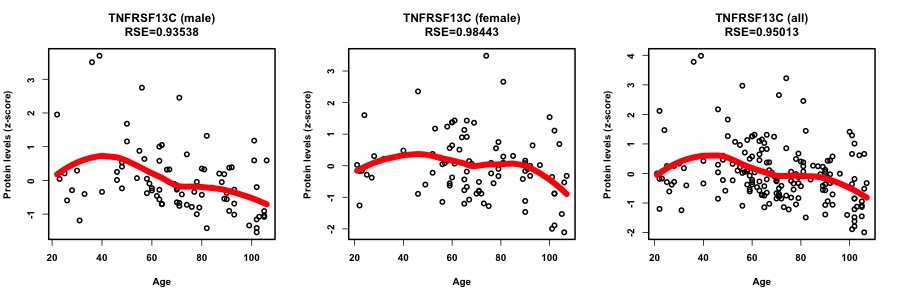 TNFRSF13C (male)
RSE=0.93538
Protein levels (z-score)
3
2
1
0
-1
20 40 60 80 100
Age
TNFRSF13C (female)
RSE=0.98443
Protein levels (z-score)
3
2
1
0
-1
-2
20 40 60 80 100
Age
TNFRSF13C (all)
RSE=0.95013
Protein levels (z-score)
4
3
2
1
0
-1
-2
20 40 60 80 100
Age